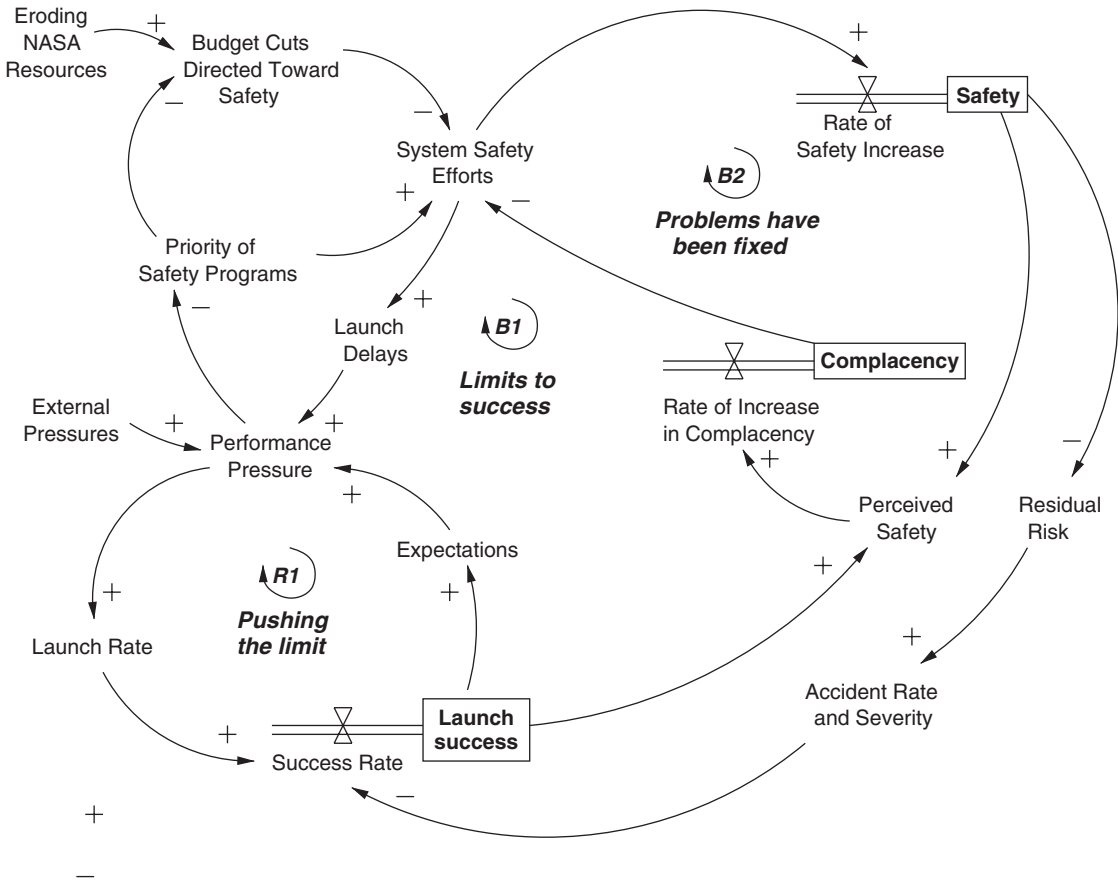 Eroding
NASA
Resources
+
Budget Cuts
Directed Toward
Safety
−
−
System Safety
Efforts
+
+
Rate of
Safety Increase
Safety
B2
Problems have
been fixed
−
Priority of
Safety Programs
−
+
Launch
Delays
B1
Limits to
success
Complacency
Rate of Increase
in Complacency
+
External
Pressures
+
+
Performance
Pressure
+
+
Perceived
Safety
−
Residual
Risk
Expectations
+
R1
Pushing
the limit
+
+
Launch Rate
+
Accident Rate
and Severity
+
Launch
success
Success Rate
−
+
−